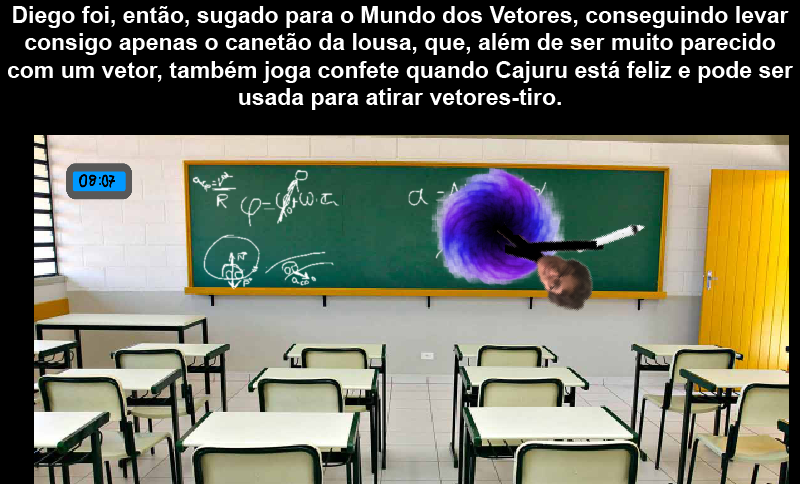 Diego foi, então, sugado para o Mundo dos Vetores, conseguindo levar
consigo apenas o canetão da lousa, que, além de ser muito parecido
com um vetor, também joga confete quando Cajuru está feliz e pode ser
usada para atirar vetores-tiro.
08:07
R
φ=
α =